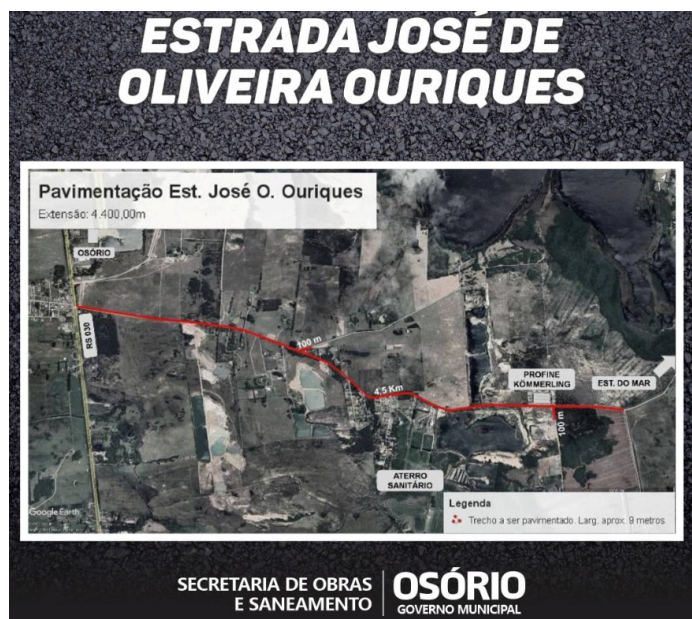 ESTRADA JOSÉ DE
OLIVEIRA OURIQUES
Pavimentação Est. José O. Ouriques
Extensão: 4.400,00m
OSÓRIO
RS 030
100 m
4,5 Km
PROFINE
KÖMMERLING
EST. DO MAR
100 m
ATERRO
SANITÁRIO
Legenda
Trecho a ser pavimentado. Larg. aprox. 9 metros
Google Earth
SECRETARIA DE OBRAS
E SANEAMENTO
OSÓRIO
GOVERNO MUNICIPAL